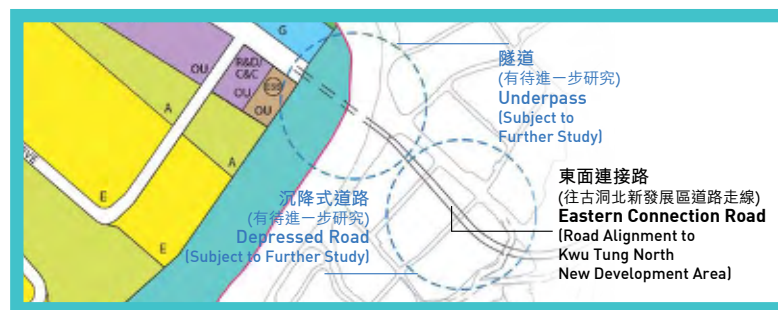 G
OU
R&D/
C&C
OU
ESS
OU
A
A
E
E
隧道
(有待進一步研究)
Underpass
(Subject to
Further Study)
東面連接路
(往古洞北新發展區道路走線)
Eastern Connection Road
(Road Alignment to
Kwu Tung North
New Development Area)
沉降式道路
(有待進一步研究)
Depressed Road
(Subject to Further Study)